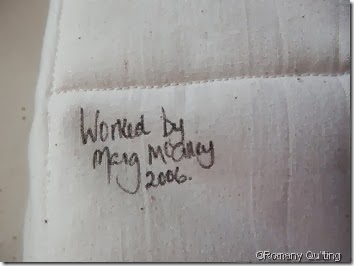 Worked by
Marg
2006.
©Romany Quilting